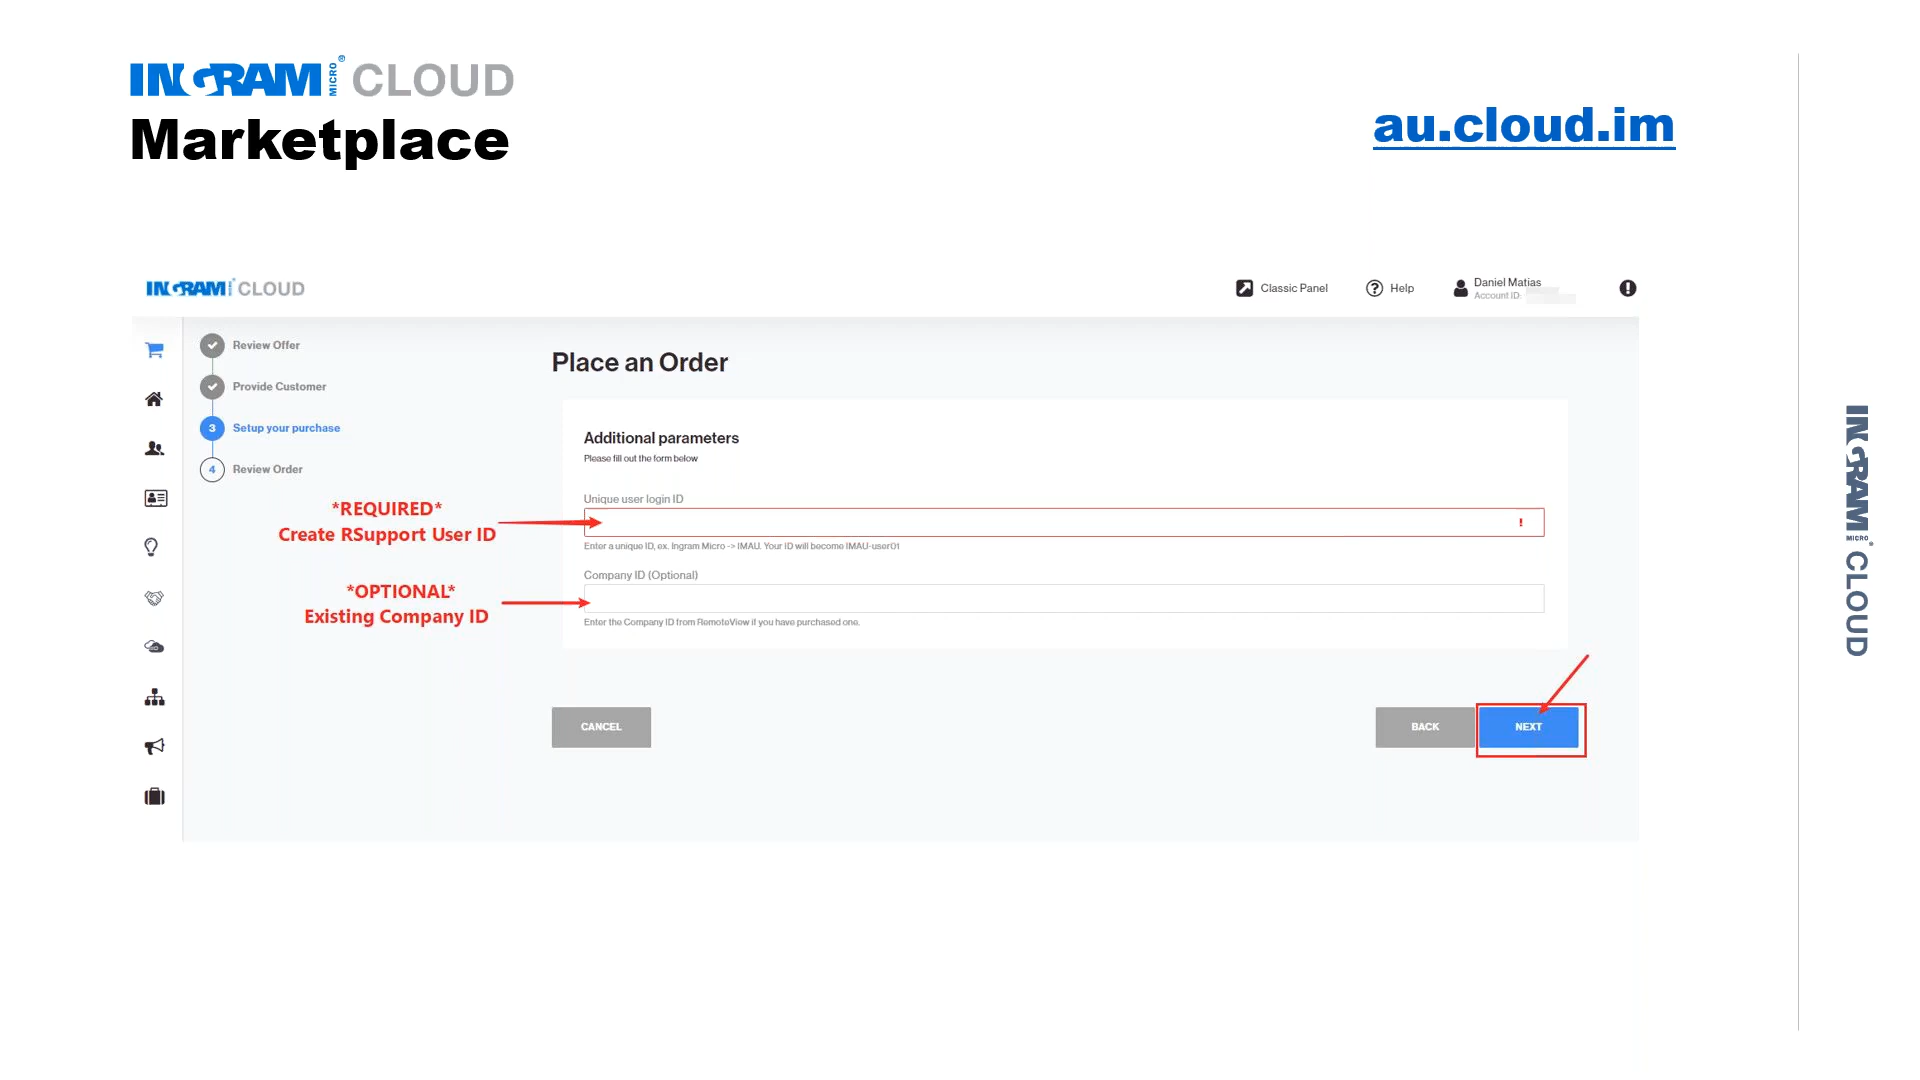 INGRAM MICRO® CLOUD
Marketplace
au.cloud.im
INGRAM CLOUD
Classic Panel
Help
Daniel Matias
Account ID:
Review Offer
Provide Customer
3 Setup your purchase
4 Review Order
Place an Order
Additional parameters
Please fill out the form below
Unique user login ID
*REQUIRED*
Create RSupport User ID
Enter a unique ID, ex. Ingram Micro -> IMAU. Your ID will become IMAU-user01
Company ID (Optional)
*OPTIONAL*
Existing Company ID
Enter the Company ID from RemoteView if you have purchased one.
CANCEL
BACK
NEXT
INGRAM MICRO® CLOUD